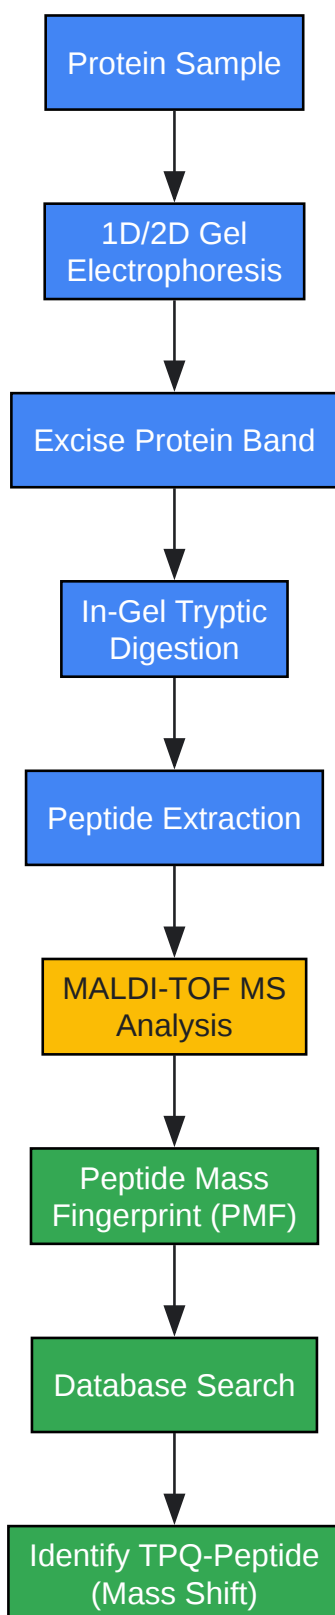 Protein Sample
1D/2D Gel
Electrophoresis
Excise Protein Band
In-Gel Tryptic
Digestion
Peptide Extraction
MALDI-TOF MS
Analysis
Peptide Mass
Fingerprint (PMF)
Database Search
Identify TPQ-Peptide
(Mass Shift)